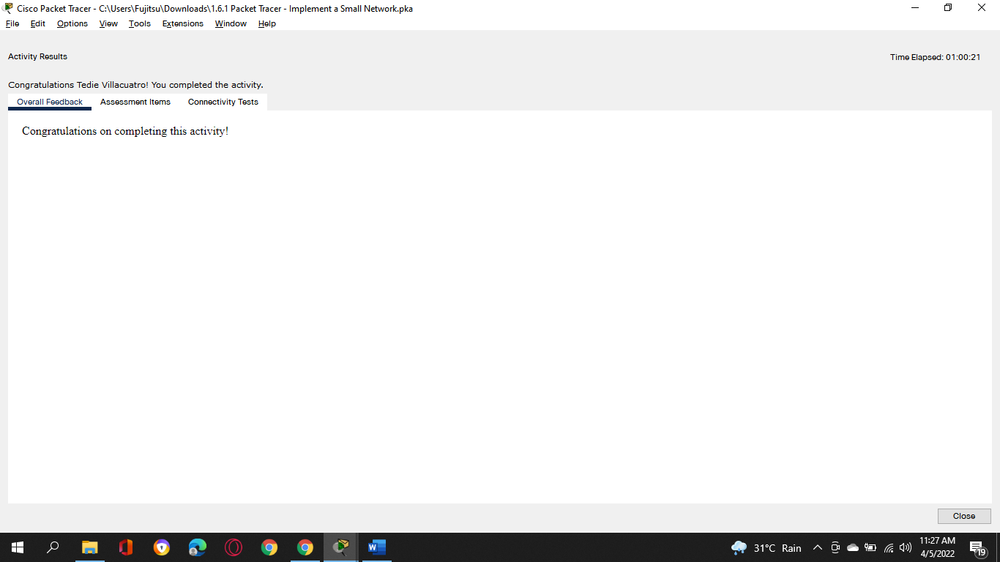 Cisco Packet Tracer - C:\Users\Fujitsu\Downloads\1.6.1 Packet Tracer - Implement a Small Network.pka
File Edit Options View Tools Extensions Window Help
Activity Results Time Elapsed: 01:00:21
Congratulations Tedie Villacuatro! You completed the activity.
Overall Feedback Assessment Items Connectivity Tests
Congratulations on completing this activity!
Close
31°C Rain 11:27 AM
4/5/2022 19